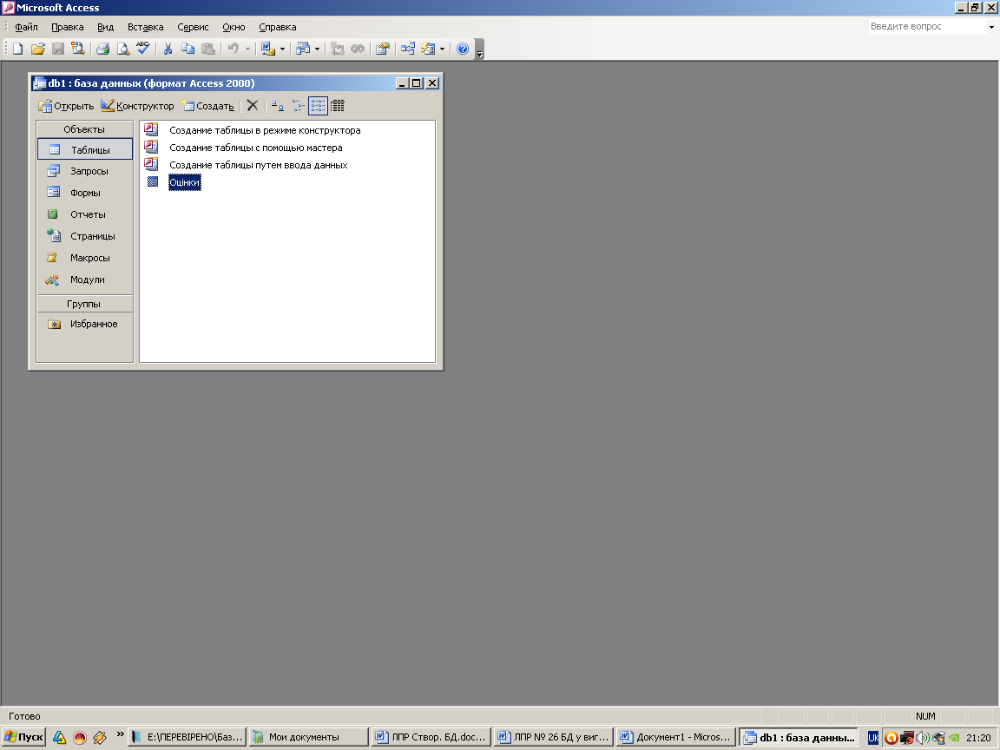 Microsoft Access
Файл Правка Вид Вставка Сервис Окно Справка
Введите вопрос
db1 : база данных (формат Access 2000)
Открыть Конструктор Создать
Объекты
Таблицы
Запросы
Формы
Отчеты
Страницы
Макросы
Модули
Группы
Избранное
Создание таблицы в режиме конструктора
Создание таблицы с помощью мастера
Создание таблицы путем ввода данных
Оцінки
Готово
NUM
Пуск
E:\ПЕРЕВІРЕНО\Баз...
Мои документы
ЛПР Створ. БД.doc...
ЛПР № 26 БД у виг...
Документ1 - Micros...
db1 : база данны...
UK
21:20